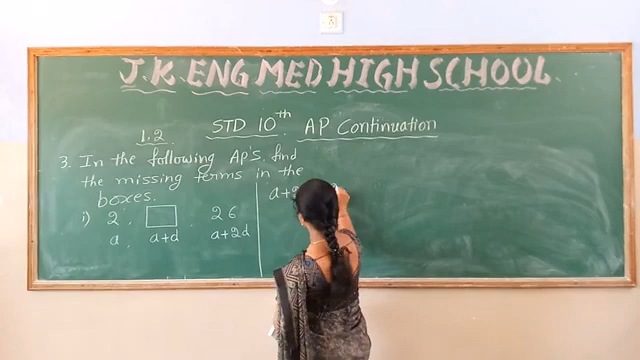 J.K. ENG MED HIGH SCHOOL
STD 10th. AP Continuation
1.2
3. In the following AP's. find
the missing terms in the
boxes.
i) 2, , 26
a, a+d a+2d
a+